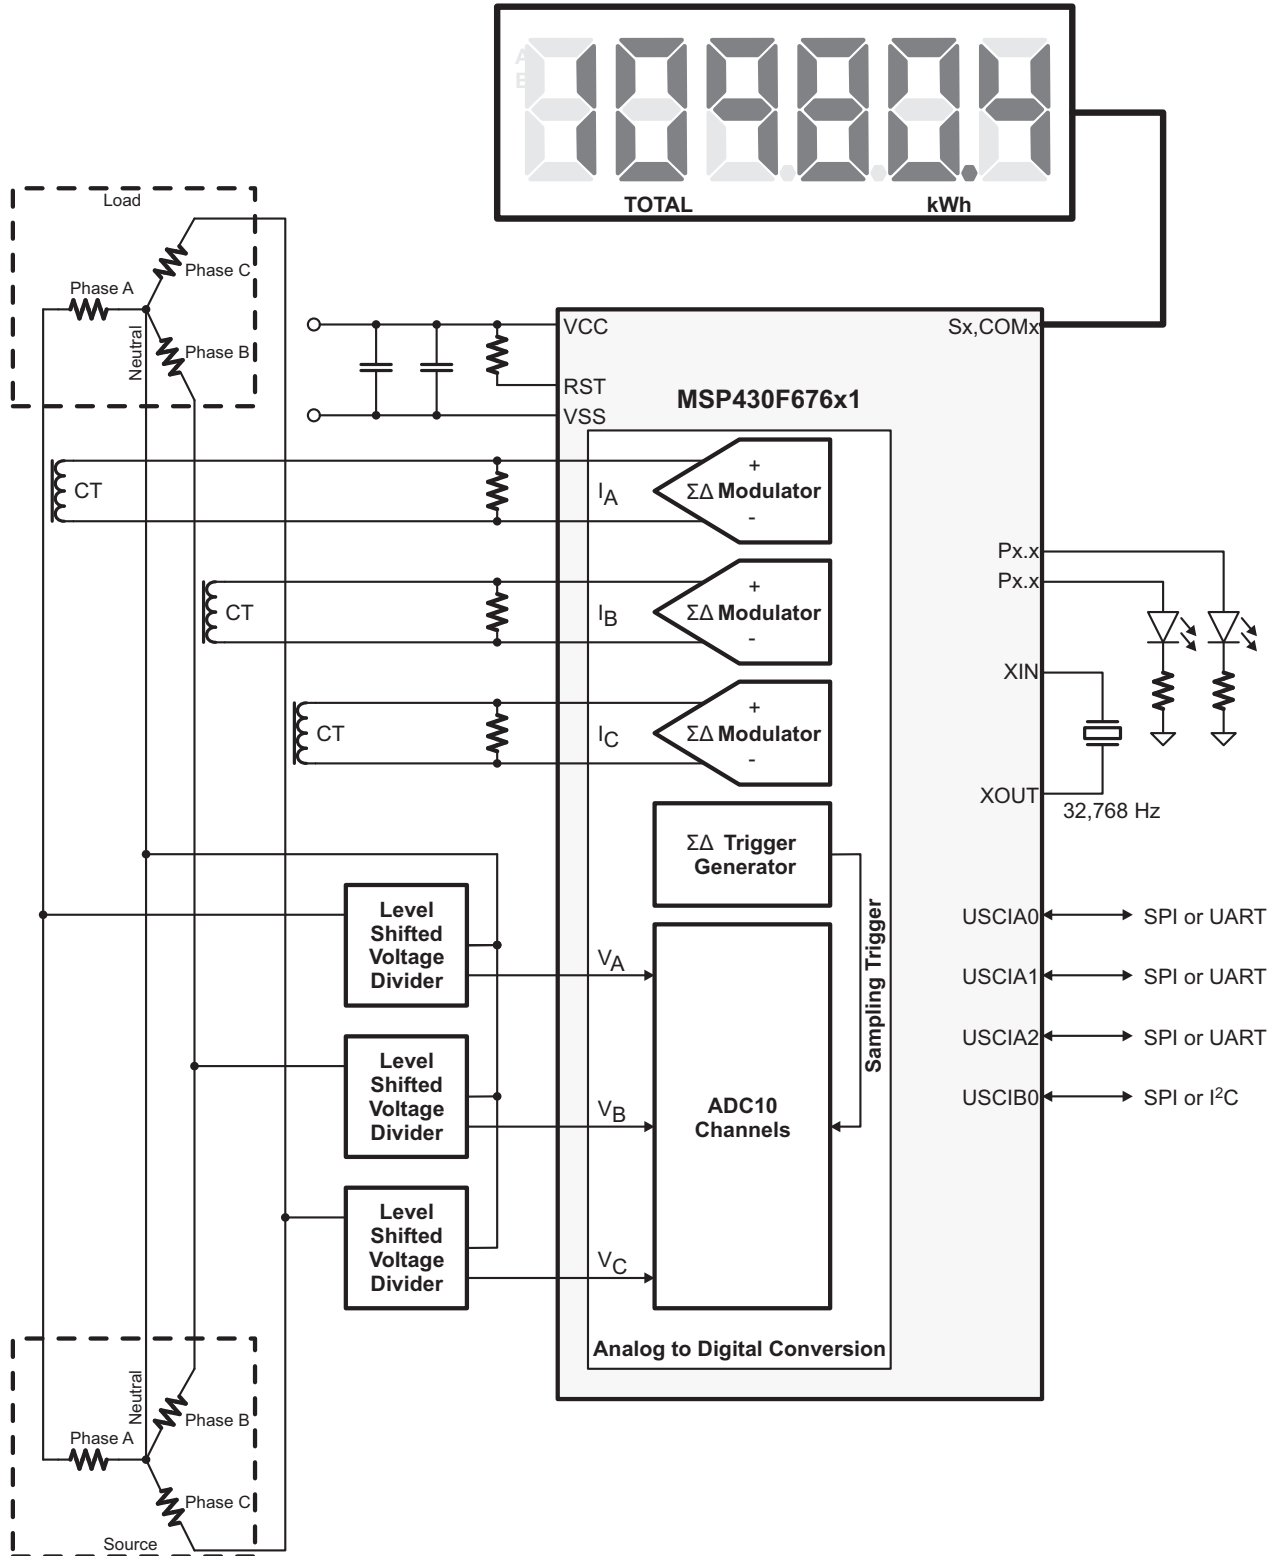 A
B
10980.4
TOTAL kWh
Load
Phase C
Phase A
Neutral
Phase B
VCC
RST
VSS
Sx,COMx
MSP430F676x1
CT
IA
+
ΣΔ Modulator
-
CT
IB
+
ΣΔ Modulator
-
CT
IC
+
ΣΔ Modulator
-
Px.x
Px.x
XIN
XOUT
32,768 Hz
ΣΔ Trigger
Generator
Sampling Trigger
Level
Shifted
Voltage
Divider
VA
Level
Shifted
Voltage
Divider
VB
Level
Shifted
Voltage
Divider
VC
ADC10
Channels
Analog to Digital Conversion
USCIA0 SPI or UART
USCIA1 SPI or UART
USCIA2 SPI or UART
USCIB0 SPI or I²C
Neutral
Phase B
Phase A
Phase C
Source